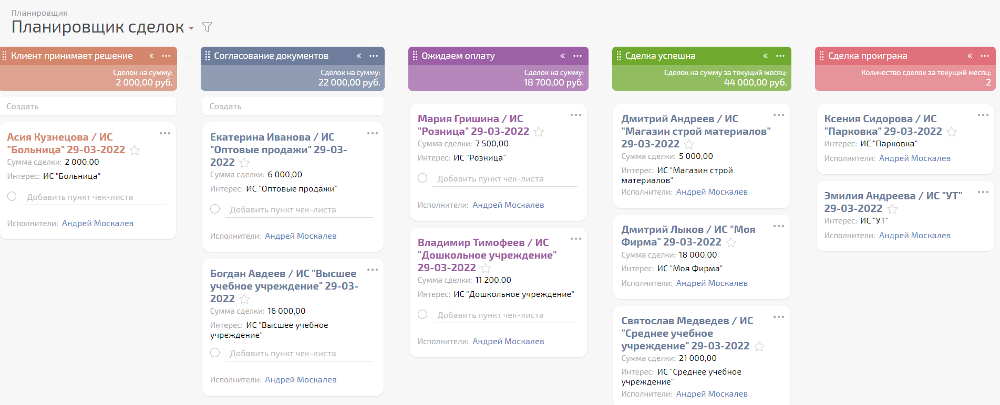 Планировщик
Планировщик сделок
Клиент принимает решение
Сделок на сумму:
2 000,00 руб.
Создать
Асия Кузнецова / ИС
"Больница" 29-03-2022
Сумма сделки: 2 000,00
Интерес: ИС "Больница"
Добавить пункт чек-листа
Исполнители: Андрей Москалев
Согласование документов
Сделок на сумму:
22 000,00 руб.
Создать
Екатерина Иванова / ИС
"Оптовые продажи" 29-03-
2022
Сумма сделки: 6 000,00
Интерес: ИС "Оптовые продажи"
Добавить пункт чек-листа
Исполнители: Андрей Москалев
Богдан Авдеев / ИС "Высшее
учебное учреждение" 29-03-
2022
Сумма сделки: 16 000,00
Интерес: ИС "Высшее учебное
учреждение"
Добавить пункт чек-листа
Исполнители: Андрей Москалев
Ожидаем оплату
Сделок на сумму:
18 700,00 руб.
Мария Гришина / ИС
"Розница" 29-03-2022
Сумма сделки: 7 500,00
Интерес: ИС "Розница"
Добавить пункт чек-листа
Исполнители: Андрей Москалев
Владимир Тимофеев / ИС
"Дошкольное учреждение"
29-03-2022
Сумма сделки: 11 200,00
Интерес: ИС "Дошкольное учреждение"
Добавить пункт чек-листа
Исполнители: Андрей Москалев
Сделка успешна
Сделок на сумму за текущий месяц:
44 000,00 руб.
Дмитрий Андреев / ИС
"Магазин строй материалов"
29-03-2022
Сумма сделки: 5 000,00
Интерес: ИС "Магазин строй
материалов"
Исполнители: Андрей Москалев
Дмитрий Лыков / ИС "Моя
Фирма" 29-03-2022
Сумма сделки: 18 000,00
Интерес: ИС "Моя Фирма"
Исполнители: Андрей Москалев
Святослав Медведев / ИС
"Среднее учебное
учреждение" 29-03-2022
Сумма сделки: 21 000,00
Интерес: ИС "Среднее учебное
учреждение"
Исполнители: Андрей Москалев
Сделка проиграна
Количество сделок за текущий месяц:
2
Ксения Сидорова / ИС
"Парковка" 29-03-2022
Интерес: ИС "Парковка"
Исполнители: Андрей Москалев
Эмилия Андреева / ИС "УТ"
29-03-2022
Интерес: ИС "УТ"
Исполнители: Андрей Москалев